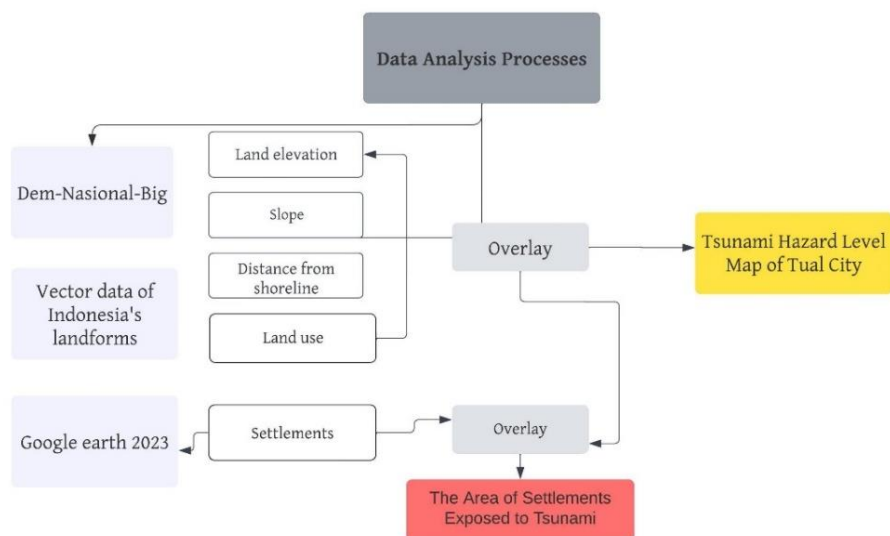 Data Analysis Processes
Dem-Nasional-Big
Land elevation
Slope
Overlay
Tsunami Hazard Level
Map of Tual City
Vector data of
Indonesia's
landforms
Distance from
shoreline
Land use
Google earth 2023
Settlements
Overlay
The Area of Settlements
Exposed to Tsunami